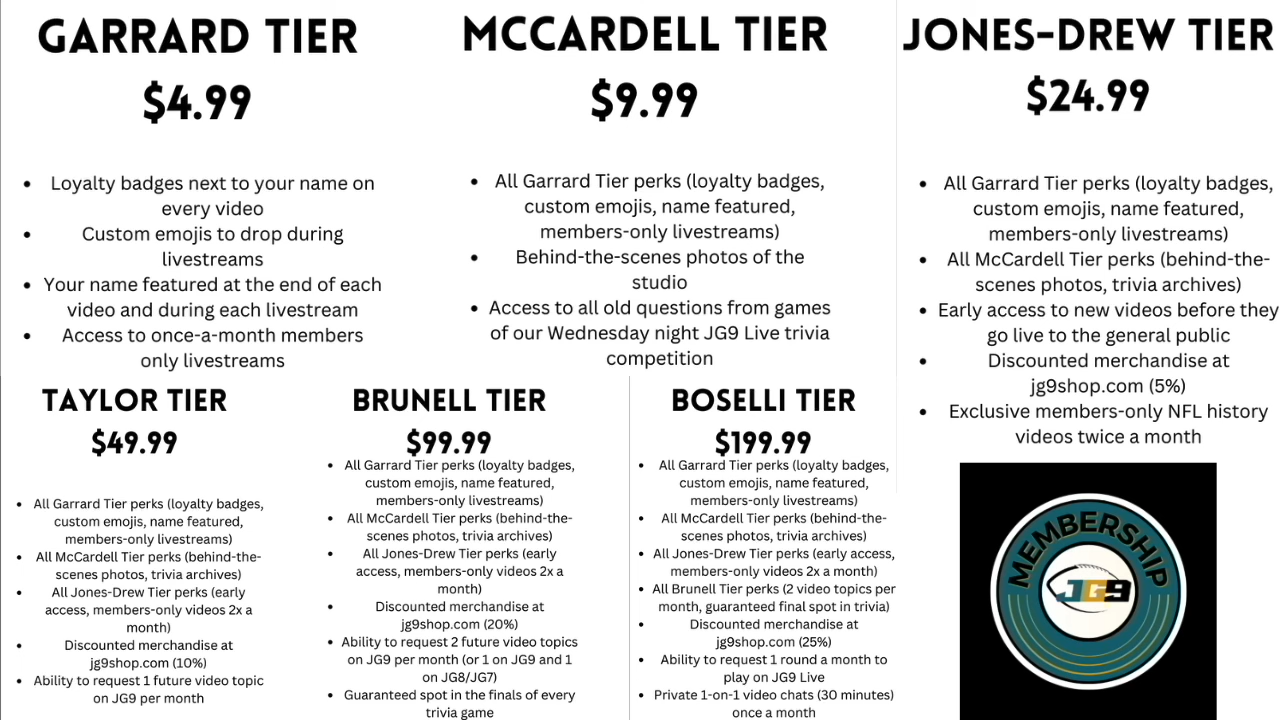 GARRARD TIER
$4.99
• Loyalty badges next to your name on
every video
• Custom emojis to drop during
livestreams
• Your name featured at the end of each
video and during each livestream
• Access to once-a-month members
only livestreams
MCCARDELL TIER
$9.99
• All Garrard Tier perks (loyalty badges,
custom emojis, name featured,
members-only livestreams)
• Behind-the-scenes photos of the
studio
• Access to all old questions from games
of our Wednesday night JG9 Live trivia
competition
JONES-DREW TIER
$24.99
• All Garrard Tier perks (loyalty badges,
custom emojis, name featured,
members-only livestreams)
• All McCardell Tier perks (behind-the-
scenes photos, trivia archives)
• Early access to new videos before they
go live to the general public
• Discounted merchandise at
jg9shop.com (5%)
• Exclusive members-only NFL history
videos twice a month
TAYLOR TIER
$49.99
• All Garrard Tier perks (loyalty badges,
custom emojis, name featured,
members-only livestreams)
• All McCardell Tier perks (behind-the-
scenes photos, trivia archives)
• All Jones-Drew Tier perks (early
access, members-only videos 2x a
month)
• Discounted merchandise at
jg9shop.com (10%)
• Ability to request 1 future video topic
on JG9 per month
BRUNELL TIER
$99.99
• All Garrard Tier perks (loyalty badges,
custom emojis, name featured,
members-only livestreams)
• All McCardell Tier perks (behind-the-
scenes photos, trivia archives)
• All Jones-Drew Tier perks (early
access, members-only videos 2x a
month)
• Discounted merchandise at
jg9shop.com (20%)
• Ability to request 2 future video topics
on JG9 per month (or 1 on JG9 and 1
on JG8/JG7)
• Guaranteed spot in the finals of every
trivia game
BOSELLI TIER
$199.99
• All Garrard Tier perks (loyalty badges,
custom emojis, name featured,
members-only livestreams)
• All McCardell Tier perks (behind-the-
scenes photos, trivia archives)
• All Jones-Drew Tier perks (early access,
members-only videos 2x a month)
• All Brunell Tier perks (2 video topics per
month, guaranteed final spot in trivia)
• Discounted merchandise at
jg9shop.com (25%)
• Ability to request 1 round a month to
play on JG9 Live
• Private 1-on-1 video chats (30 minutes)
once a month
MEMBERSHIP
JG9